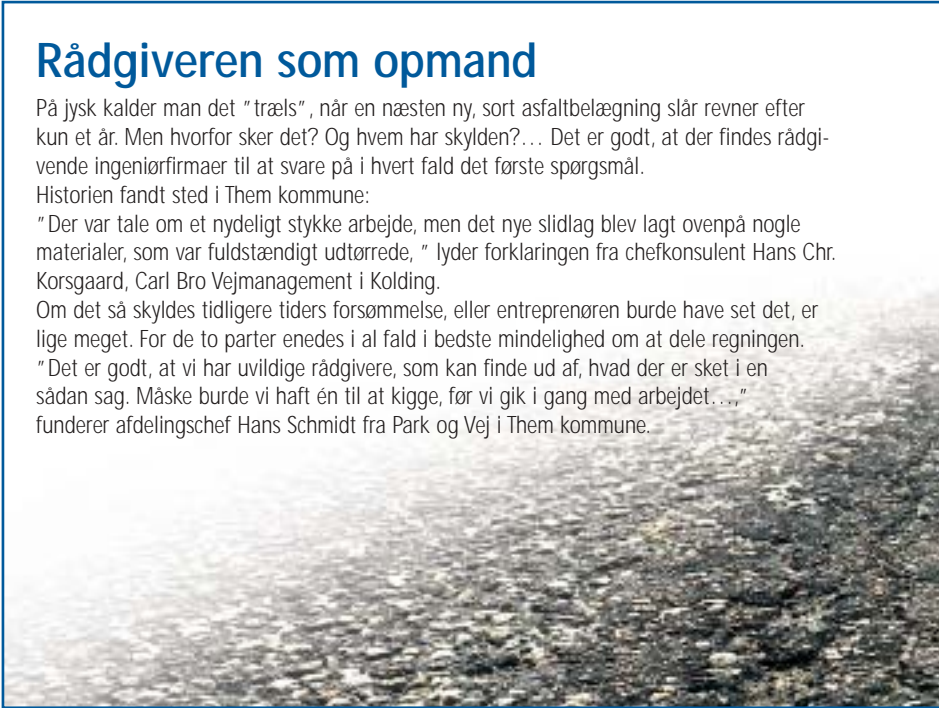 Rådgiveren som opmand
På jysk kalder man det "træls", når en næsten ny, sort asfaltbelægning slår revner efter
kun et år. Men hvorfor sker det? Og hvem har skylden?... Det er godt, at der findes rådgi-
vende ingeniørfirmaer til at svare på i hvert fald det første spørgsmål.
Historien fandt sted i Them kommune:
"Der var tale om et nydeligt stykke arbejde, men det nye slidlag blev lagt ovenpå nogle
materialer, som var fuldstændigt udtørrede, " lyder forklaringen fra chefkonsulent Hans Chr.
Korsgaard, Carl Bro Vejmanagement i Kolding.
Om det så skyldes tidligere tiders forsømmelse, eller entreprenøren burde have set det, er
lige meget. For de to parter enedes i al fald i bedste mindelighed om at dele regningen.
"Det er godt, at vi har uvildige rådgivere, som kan finde ud af, hvad der er sket i en
sådan sag. Måske burde vi haft én til at kigge, før vi gik i gang med arbejdet...,"
funderer afdelingschef Hans Schmidt fra Park og Vej i Them kommune.